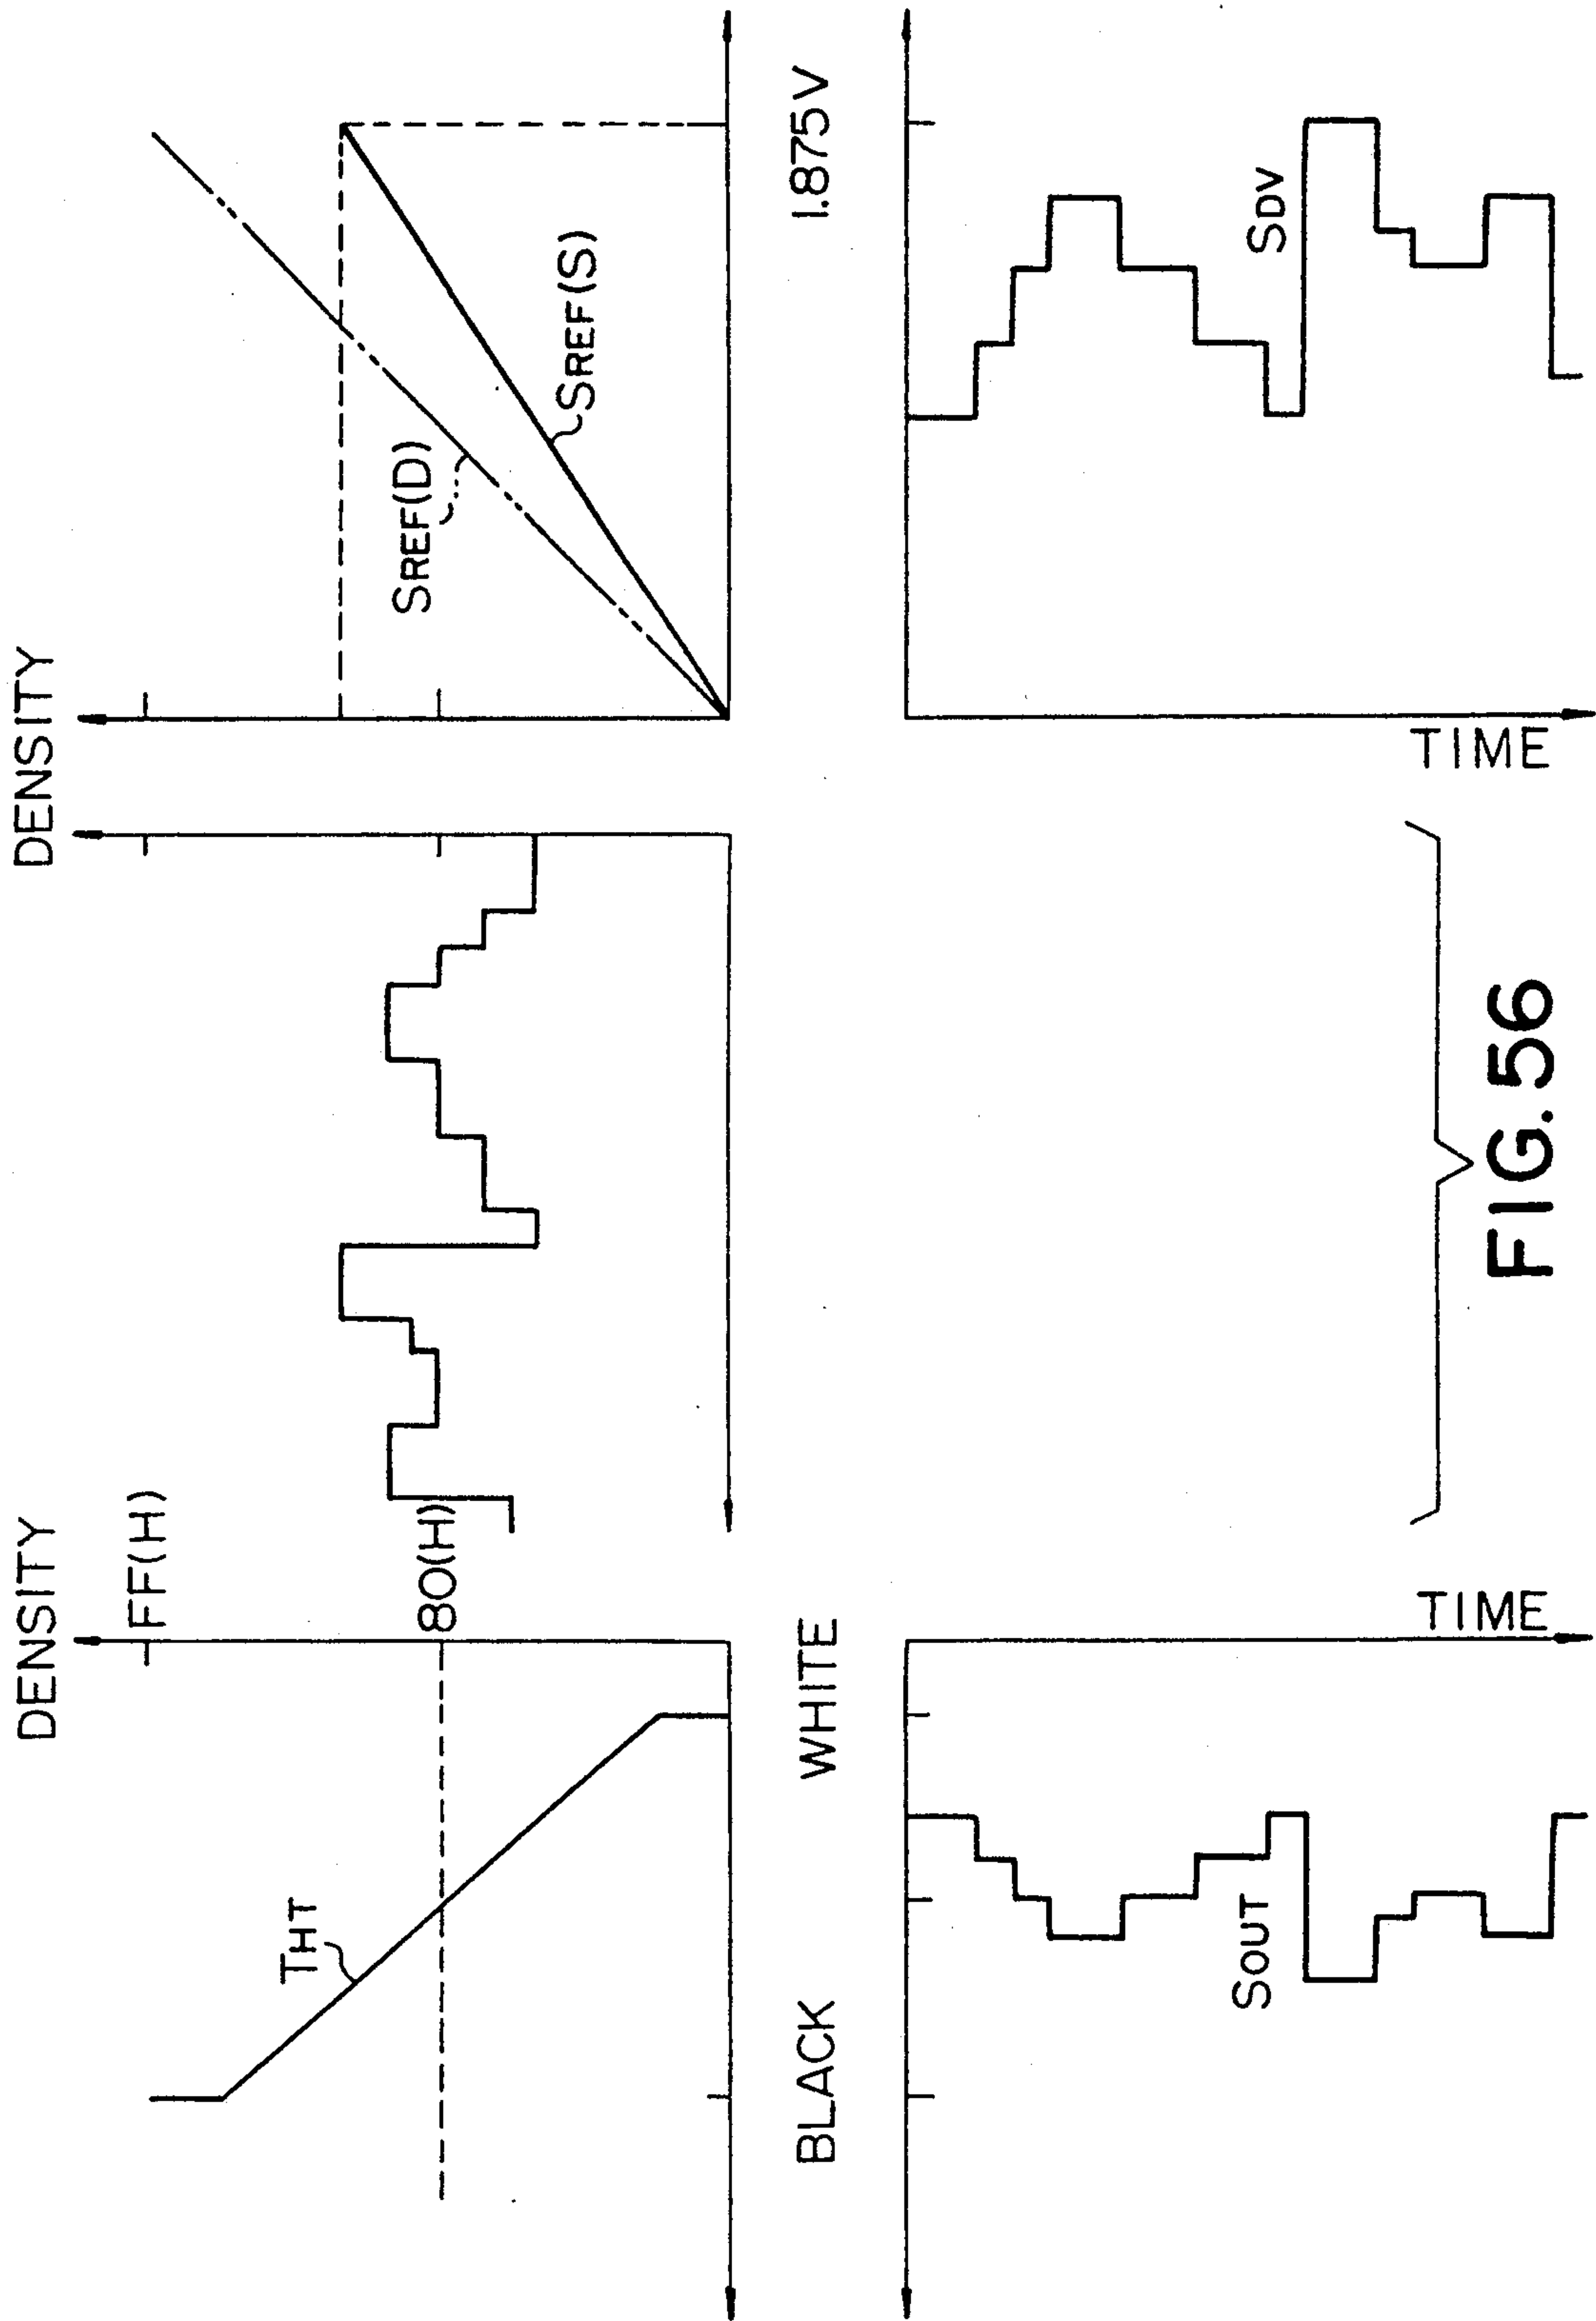 DENSITY
FF(H)
80(H)
THT
BLACK
WHITE
SOUT
TIME
DENSITY
SREF(D)
SREF(S)
1.875V
SDV
TIME
FIG.56